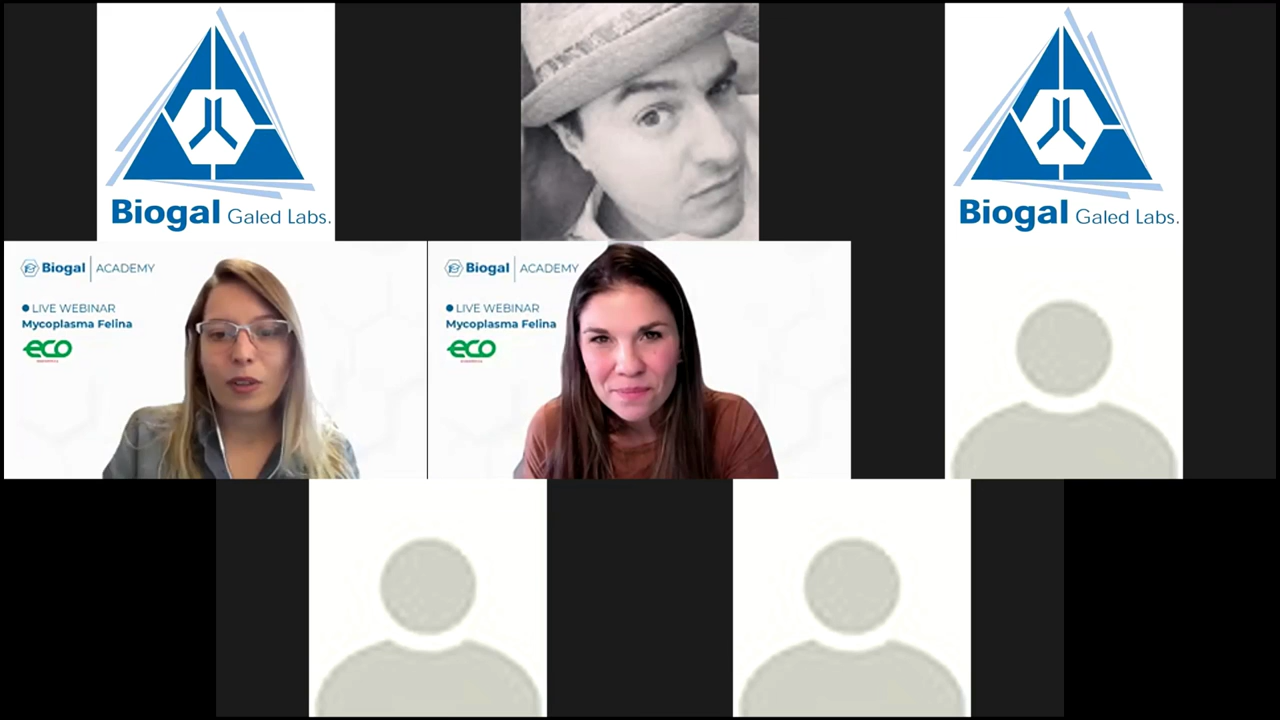 Biogal Galed Labs.
Biogal Galed Labs.
Biogal ACADEMY
LIVE WEBINAR
Mycoplasma Felina
eco
Biogal ACADEMY
LIVE WEBINAR
Mycoplasma Felina
eco